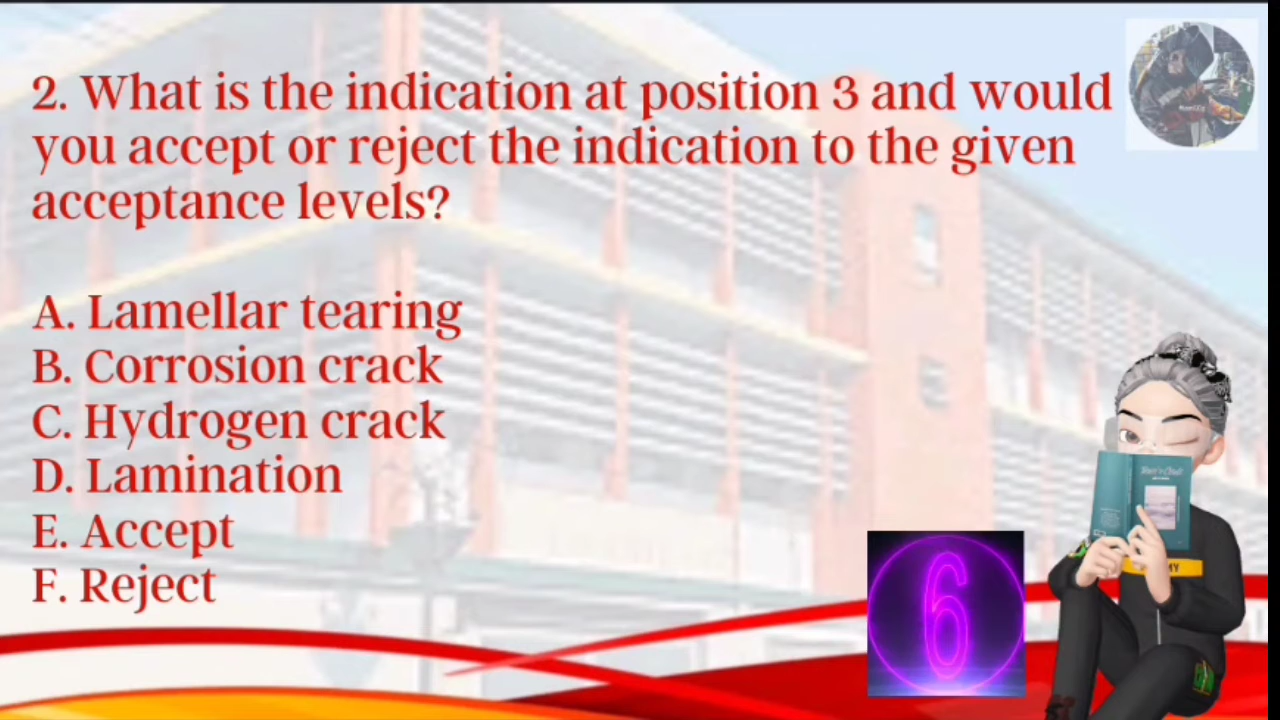 2. What is the indication at position 3 and would
you accept or reject the indication to the given
acceptance levels?
A. Lamellar tearing
B. Corrosion crack
C. Hydrogen crack
D. Lamination
E. Accept
F. Reject
6